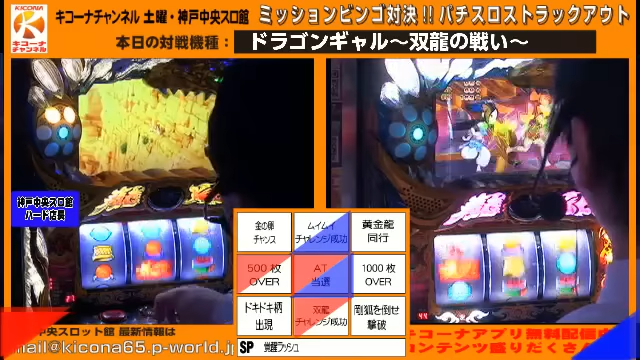 KICONA
キコーナ
チャンネル
キコーナチャンネル 土曜・神戸中央スロ館
ミッションビンゴ対決!! パチスロストラックアウト
本日の対戦機種：
ドラゴンギャル～双龍の戦い～
神戸中央スロ館
ハード店長
金の卵
チャンス
ムイムイ
チャレンジ成功
黄金龍
同行
500枚
OVER
AT
当選
1000枚
OVER
ドキドキ柄
出現
双龍
チャレンジ成功
剛狐を倒せ
撃破
SP
覚醒ラッシュ
中央スロット館 最新情報は
mail@kicona65.p-world.j
キコーナアプリ無料配信
コンテンツ盛りだくさ